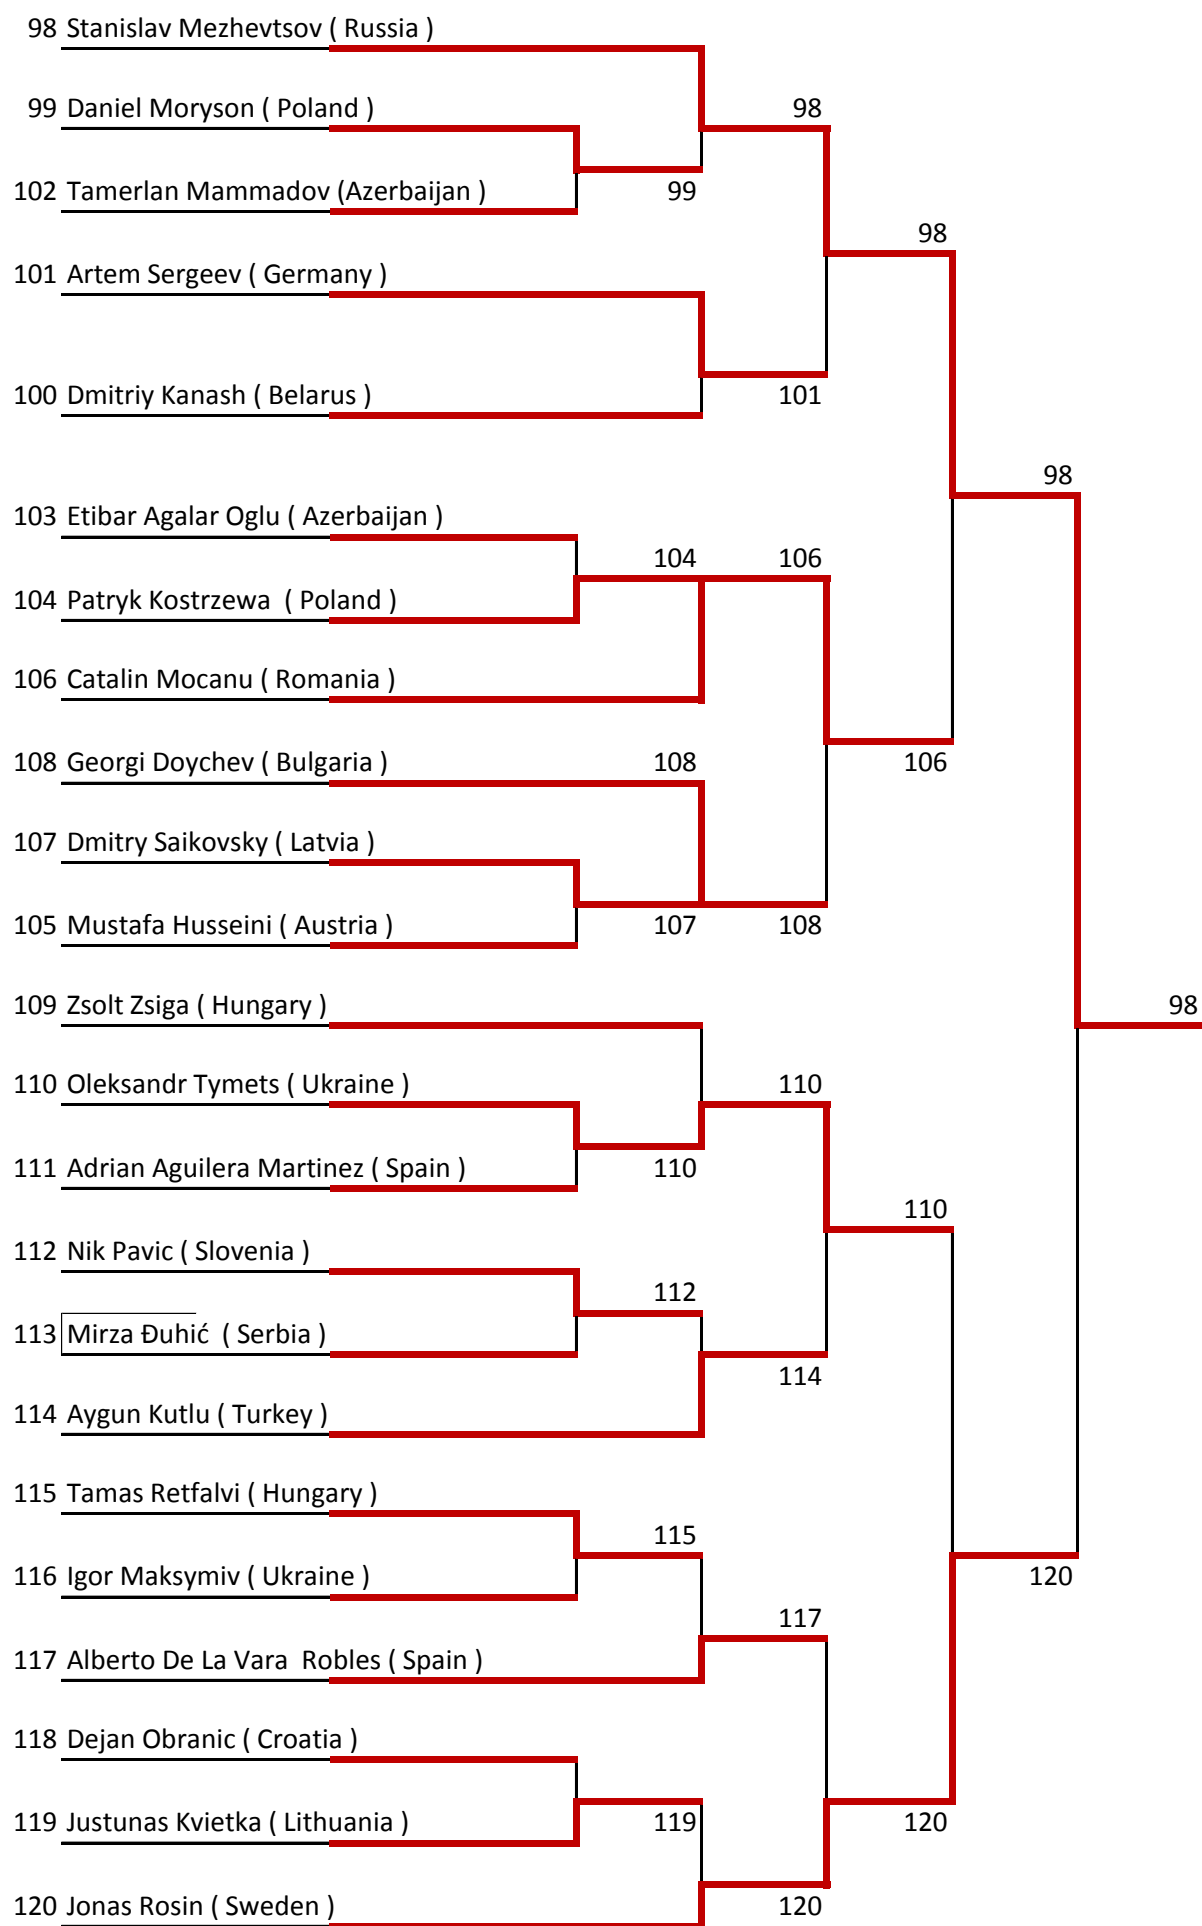 98 Stanislav Mezhevtsov ( Russia )
99 Daniel Moryson ( Poland )
98
102 Tamerlan Mammadov (Azerbaijan )
99
98
101 Artem Sergeev ( Germany )
100 Dmitriy Kanash ( Belarus )
101
98
103 Etibar Agalar Oglu ( Azerbaijan )
104
106
104 Patryk Kostrzewa  ( Poland )
106 Catalin Mocanu ( Romania )
108 Georgi Doychev ( Bulgaria )
108
106
107 Dmitry Saikovsky ( Latvia )
105 Mustafa Husseini ( Austria )
107
108
109 Zsolt Zsiga ( Hungary )
98
110 Oleksandr Tymets ( Ukraine )
110
111 Adrian Aguilera Martinez ( Spain )
110
110
112 Nik Pavic ( Slovenia )
112
113 Mirza Đuhić  ( Serbia )
114
114 Aygun Kutlu ( Turkey )
115 Tamas Retfalvi ( Hungary )
115
116 Igor Maksymiv ( Ukraine )
120
117
117 Alberto De La Vara  Robles ( Spain )
118 Dejan Obranic ( Croatia )
119 Justunas Kvietka ( Lithuania )
119
120
120 Jonas Rosin ( Sweden )
120